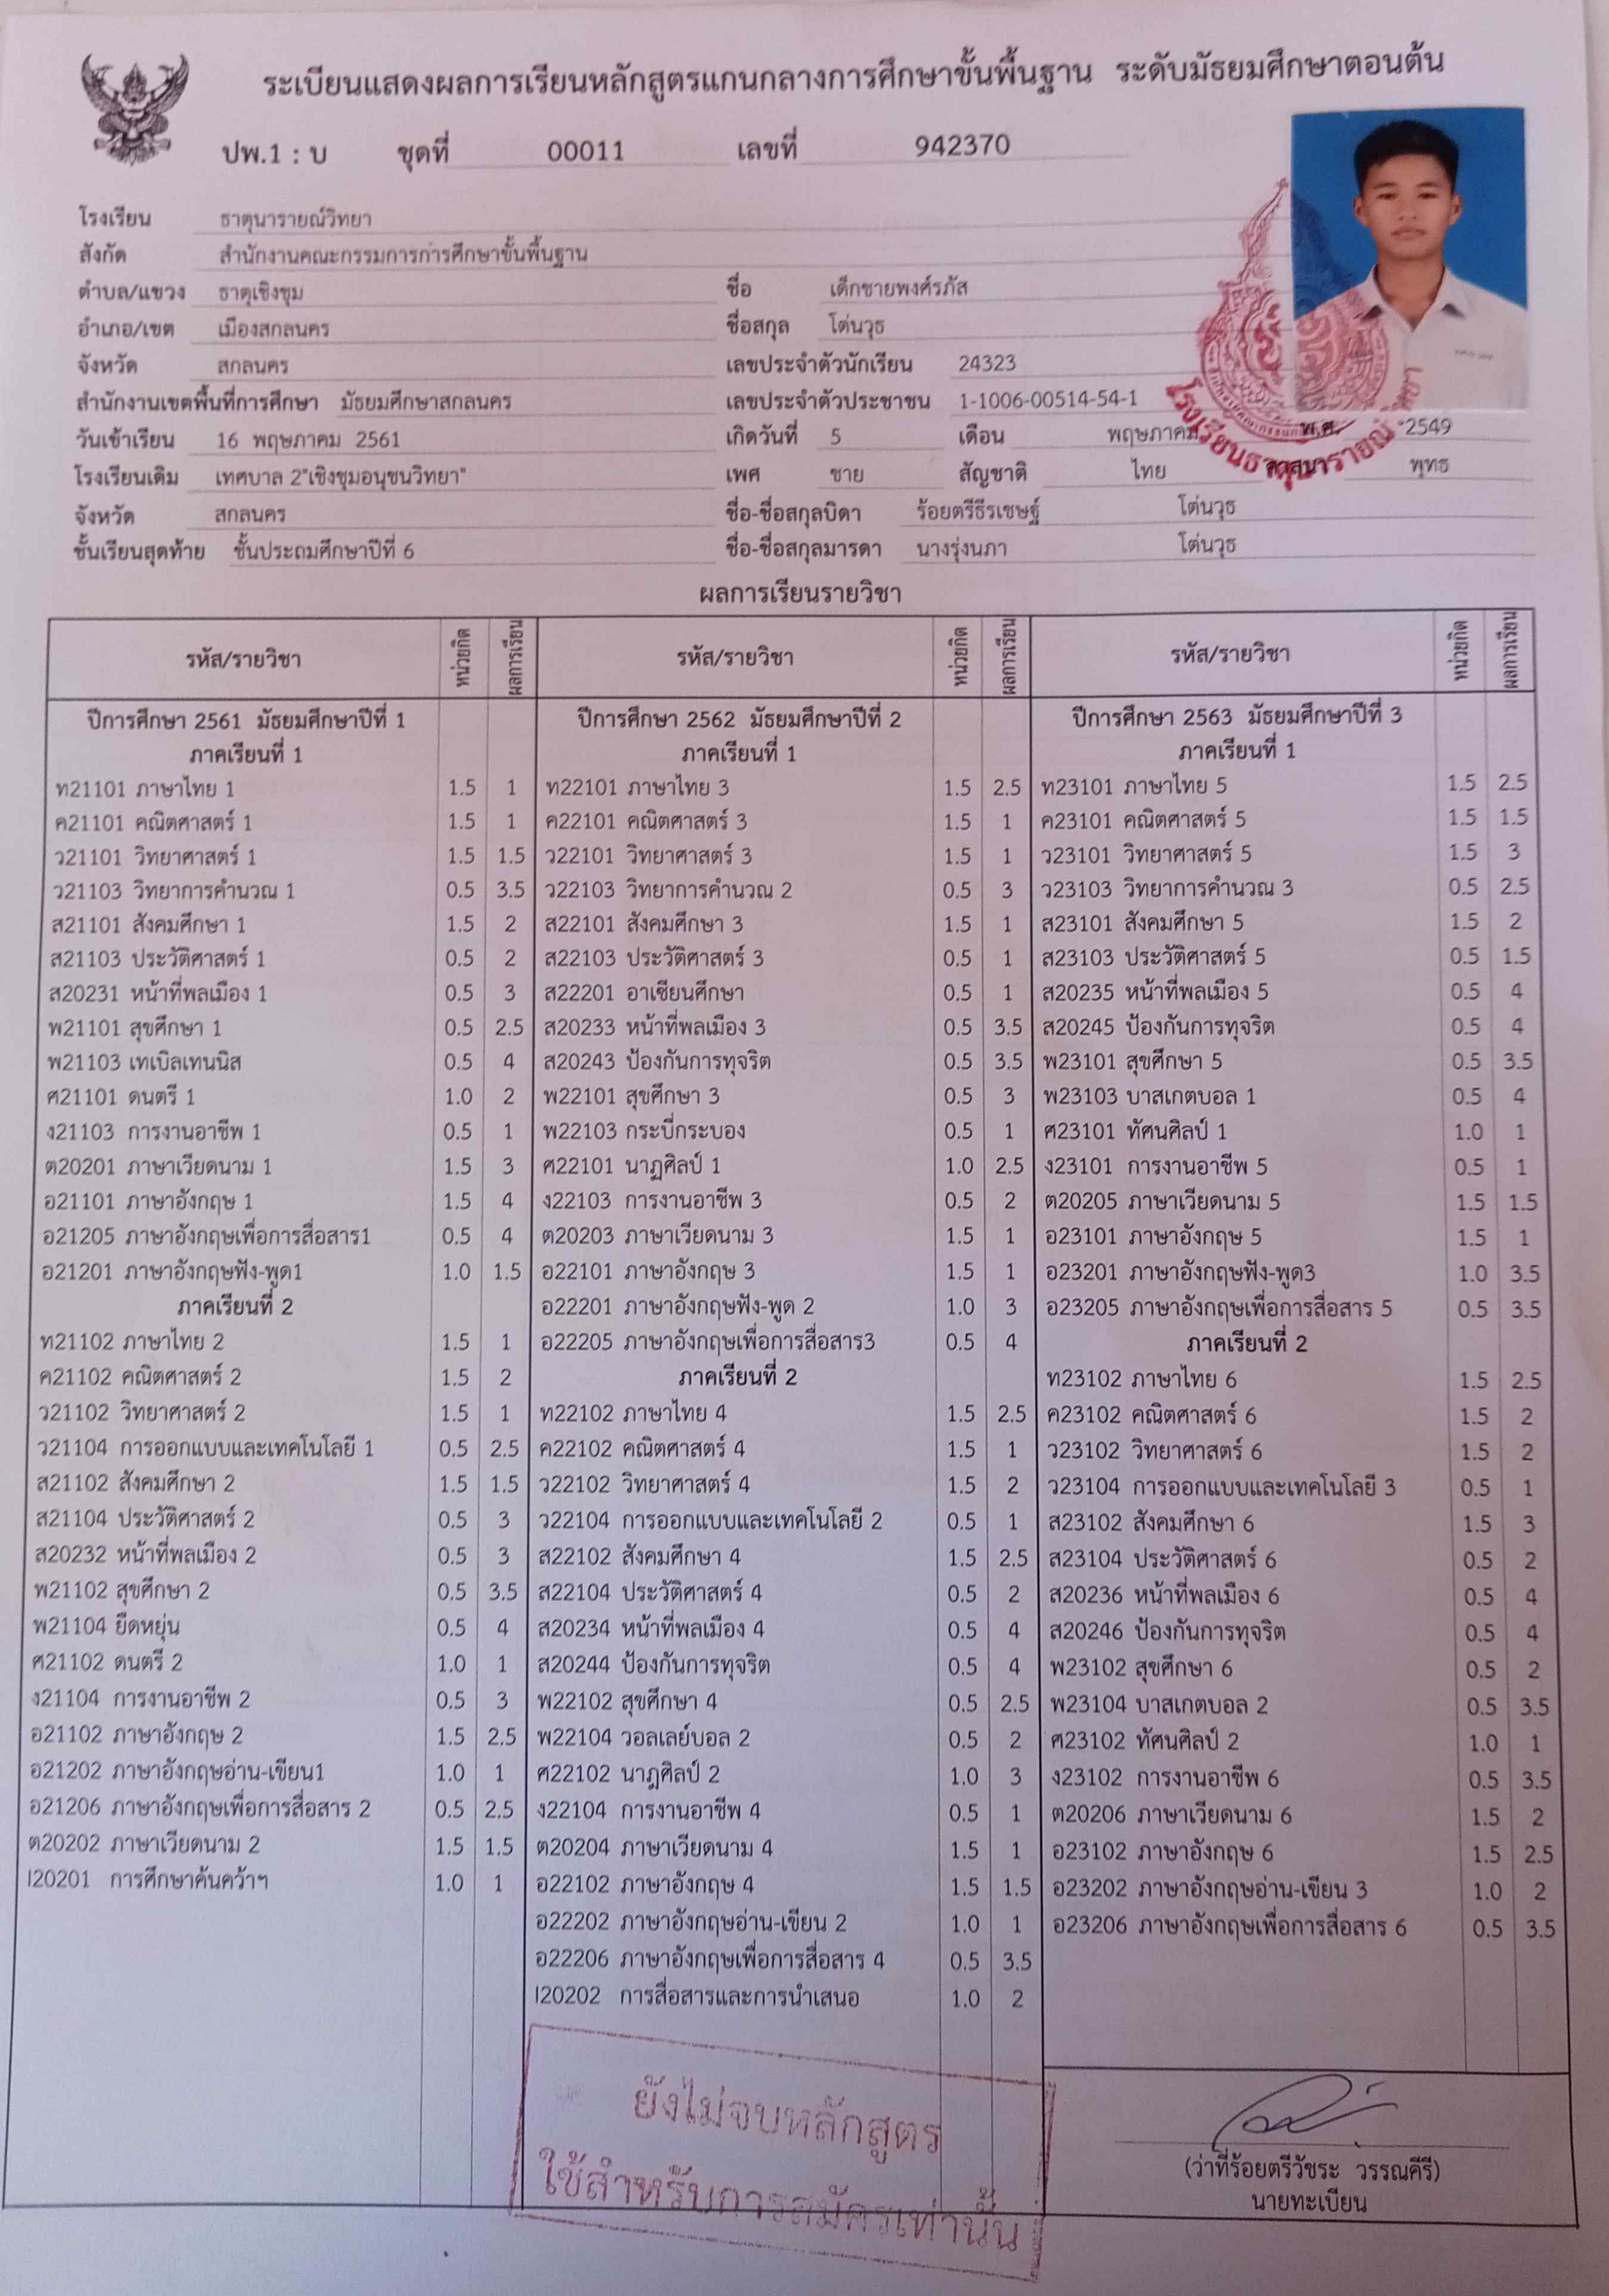 ระเบียนแสดงผลการเรียนหลักสูตรแกนกลางการศึกษาขั้นพื้นฐาน ระดับมัธยมศึกษาตอนต้น
ปพ.1 : บ ชุดที่ 00011 เลขที่ 942370
โรงเรียน ธาตุนารายณ์วิทยา
สังกัด สำนักงานคณะกรรมการการศึกษาขั้นพื้นฐาน
ตำบล/แขวง ธาตุเชิงชุม ชื่อ เด็กชายพงศ์รภัส
อำเภอ/เขต เมืองสกลนคร ชื่อสกุล โต่นวุธ
จังหวัด สกลนคร เลขประจำตัวนักเรียน 24323
สำนักงานเขตพื้นที่การศึกษา มัธยมศึกษาสกลนคร เลขประจำตัวประชาชน 1-1006-00514-54-1
วันเข้าเรียน 16 พฤษภาคม 2561 เกิดวันที่ 5 เดือน พฤษภาคม พ.ศ. 2549
โรงเรียนเดิม เทศบาล 2"เชิงชุมอนุชนวิทยา" เพศ ชาย สัญชาติ ไทย ศาสนา พุทธ
จังหวัด สกลนคร ชื่อ-ชื่อสกุลบิดา ร้อยตรีธีรเชษฐ์ โต่นวุธ
ชั้นเรียนสุดท้าย ชั้นประถมศึกษาปีที่ 6 ชื่อ-ชื่อสกุลมารดา นางรุ่งนภา โต่นวุธ
ผลการเรียนรายวิชา
รหัส/รายวิชา หน่วยกิต ผลการเรียน
ปีการศึกษา 2561 มัธยมศึกษาปีที่ 1
ภาคเรียนที่ 1
ท21101 ภาษาไทย 1 1.5 1
ค21101 คณิตศาสตร์ 1 1.5 1
ว21101 วิทยาศาสตร์ 1 1.5 1.5
ว21103 วิทยาการคำนวณ 1 0.5 3.5
ส21101 สังคมศึกษา 1 1.5 2
ส21103 ประวัติศาสตร์ 1 0.5 2
ส20231 หน้าที่พลเมือง 1 0.5 3
พ21101 สุขศึกษา 1 0.5 2.5
พ21103 เทเบิลเทนนิส 0.5 4
ศ21101 ดนตรี 1 1.0 2
ง21103 การงานอาชีพ 1 0.5 1
ต20201 ภาษาเวียดนาม 1 1.5 3
อ21101 ภาษาอังกฤษ 1 1.5 4
อ21205 ภาษาอังกฤษเพื่อการสื่อสาร1 0.5 4
อ21201 ภาษาอังกฤษฟัง-พูด1 1.0 1.5
ภาคเรียนที่ 2
ท21102 ภาษาไทย 2 1.5 1
ค21102 คณิตศาสตร์ 2 1.5 2
ว21102 วิทยาศาสตร์ 2 1.5 1
ว21104 การออกแบบและเทคโนโลยี 1 0.5 2.5
ส21102 สังคมศึกษา 2 1.5 1.5
ส21104 ประวัติศาสตร์ 2 0.5 3
ส20232 หน้าที่พลเมือง 2 0.5 3
พ21102 สุขศึกษา 2 0.5 3.5
พ21104 ยืดหยุ่น 0.5 4
ศ21102 ดนตรี 2 1.0 1
ง21104 การงานอาชีพ 2 0.5 3
อ21102 ภาษาอังกฤษ 2 1.5 2.5
อ21202 ภาษาอังกฤษอ่าน-เขียน1 1.0 1
อ21206 ภาษาอังกฤษเพื่อการสื่อสาร 2 0.5 2.5
ต20202 ภาษาเวียดนาม 2 1.5 1.5
I20201 การศึกษาค้นคว้าฯ 1.0 1
รหัส/รายวิชา หน่วยกิต ผลการเรียน
ปีการศึกษา 2562 มัธยมศึกษาปีที่ 2
ภาคเรียนที่ 1
ท22101 ภาษาไทย 3 1.5 2.5
ค22101 คณิตศาสตร์ 3 1.5 1
ว22101 วิทยาศาสตร์ 3 1.5 1
ว22103 วิทยาการคำนวณ 2 0.5 3
ส22101 สังคมศึกษา 3 1.5 1
ส22103 ประวัติศาสตร์ 3 0.5 1
ส22201 อาเซียนศึกษา 0.5 1
ส20233 หน้าที่พลเมือง 3 0.5 3.5
ส20243 ป้องกันการทุจริต 0.5 3.5
พ22101 สุขศึกษา 3 0.5 3
พ22103 กระบี่กระบอง 0.5 1
ศ22101 นาฏศิลป์ 1 1.0 2.5
ง22103 การงานอาชีพ 3 0.5 2
ต20203 ภาษาเวียดนาม 3 1.5 1
อ22101 ภาษาอังกฤษ 3 1.5 1
อ22201 ภาษาอังกฤษฟัง-พูด 2 1.0 3
อ22205 ภาษาอังกฤษเพื่อการสื่อสาร3 0.5 4
ภาคเรียนที่ 2
ท22102 ภาษาไทย 4 1.5 2.5
ค22102 คณิตศาสตร์ 4 1.5 1
ว22102 วิทยาศาสตร์ 4 1.5 2
ว22104 การออกแบบและเทคโนโลยี 2 0.5 1
ส22102 สังคมศึกษา 4 1.5 2.5
ส22104 ประวัติศาสตร์ 4 0.5 2
ส20234 หน้าที่พลเมือง 4 0.5 4
ส20244 ป้องกันการทุจริต 0.5 4
พ22102 สุขศึกษา 4 0.5 2.5
พ22104 วอลเลย์บอล 2 0.5 2
ศ22102 นาฏศิลป์ 2 1.0 3
ง22104 การงานอาชีพ 4 0.5 1
ต20204 ภาษาเวียดนาม 4 1.5 1
อ22102 ภาษาอังกฤษ 4 1.5 1.5
อ22202 ภาษาอังกฤษอ่าน-เขียน 2 1.0 1
อ22206 ภาษาอังกฤษเพื่อการสื่อสาร 4 0.5 3.5
I20202 การสื่อสารและการนำเสนอ 1.0 2
รหัส/รายวิชา หน่วยกิต ผลการเรียน
ปีการศึกษา 2563 มัธยมศึกษาปีที่ 3
ภาคเรียนที่ 1
ท23101 ภาษาไทย 5 1.5 2.5
ค23101 คณิตศาสตร์ 5 1.5 1.5
ว23101 วิทยาศาสตร์ 5 1.5 3
ว23103 วิทยาการคำนวณ 3 0.5 2.5
ส23101 สังคมศึกษา 5 1.5 2
ส23103 ประวัติศาสตร์ 5 0.5 1.5
ส20235 หน้าที่พลเมือง 5 0.5 4
ส20245 ป้องกันการทุจริต 0.5 4
พ23101 สุขศึกษา 5 0.5 3.5
พ23103 บาสเกตบอล 1 0.5 4
ศ23101 ทัศนศิลป์ 1 1.0 1
ง23101 การงานอาชีพ 5 0.5 1
ต20205 ภาษาเวียดนาม 5 1.5 1.5
อ23101 ภาษาอังกฤษ 5 1.5 1
อ23201 ภาษาอังกฤษฟัง-พูด3 1.0 3.5
อ23205 ภาษาอังกฤษเพื่อการสื่อสาร 5 0.5 3.5
ภาคเรียนที่ 2
ท23102 ภาษาไทย 6 1.5 2.5
ค23102 คณิตศาสตร์ 6 1.5 2
ว23102 วิทยาศาสตร์ 6 1.5 2
ว23104 การออกแบบและเทคโนโลยี 3 0.5 1
ส23102 สังคมศึกษา 6 1.5 3
ส23104 ประวัติศาสตร์ 6 0.5 2
ส20236 หน้าที่พลเมือง 6 0.5 4
ส20246 ป้องกันการทุจริต 0.5 4
พ23102 สุขศึกษา 6 0.5 2
พ23104 บาสเกตบอล 2 0.5 3.5
ศ23102 ทัศนศิลป์ 2 1.0 1
ง23102 การงานอาชีพ 6 0.5 3.5
ต20206 ภาษาเวียดนาม 6 1.5 2
อ23102 ภาษาอังกฤษ 6 1.5 2.5
อ23202 ภาษาอังกฤษอ่าน-เขียน 3 1.0 2
อ23206 ภาษาอังกฤษเพื่อการสื่อสาร 6 0.5 3.5
ยังไม่จบหลักสูตร
ใช้สำหรับการสมัครเท่านั้น
(ว่าที่ร้อยตรีวัชระ วรรณคีรี)
นายทะเบียน